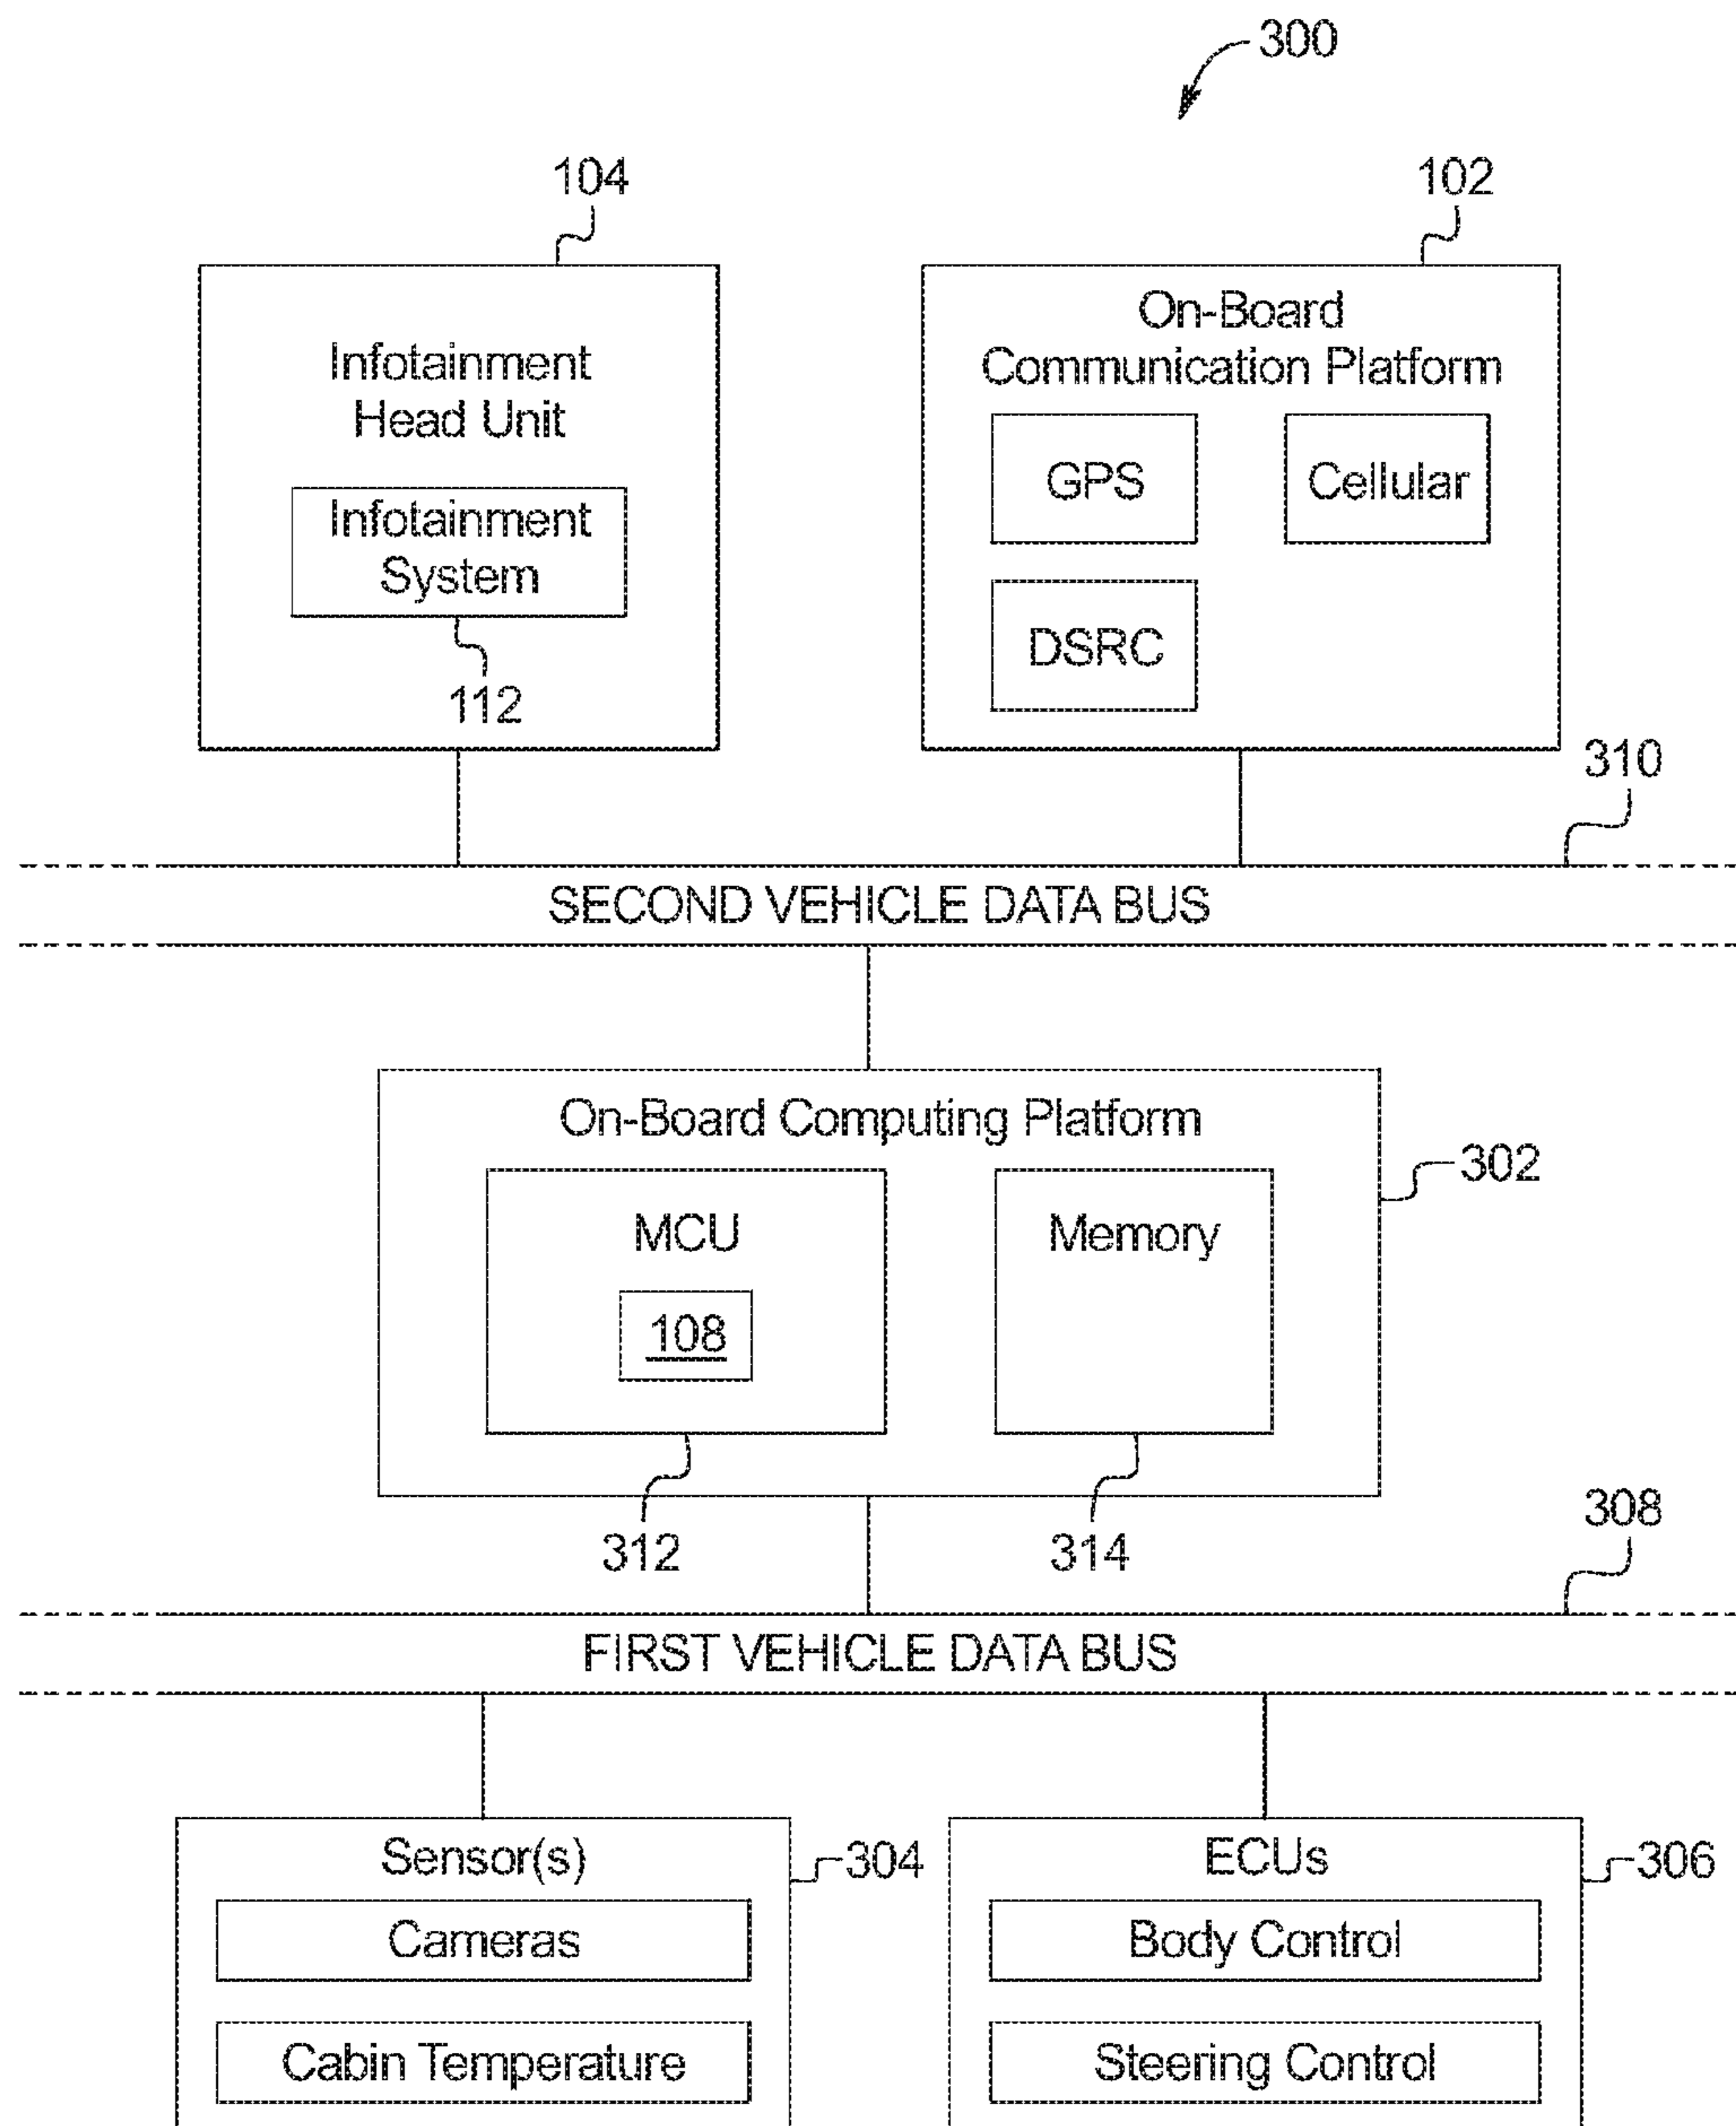 300
104
102
Infotainment
Head Unit
Infotainment
System
112
On-Board
Communication Platform
GPS
Cellular
DSRC
310
SECOND VEHICLE DATA BUS
On-Board Computing Platform
302
MCU
Memory
108
312
314
308
FIRST VEHICLE DATA BUS
Sensor(s)
304
Cameras
Cabin Temperature
ECUs
306
Body Control
Steering Control